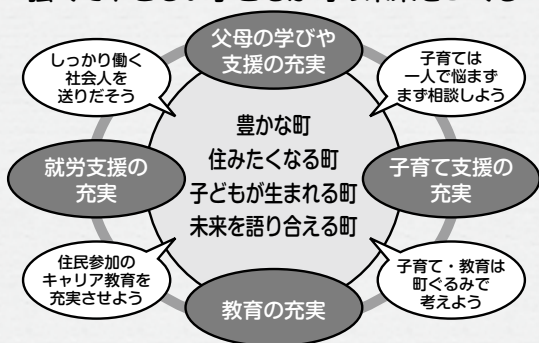 父母の学びや
支援の充実
しっかり働く
社会人を
送りだそう
子育ては
一人で悩まず
まず相談しよう
豊かな町
住みたくなる町
子どもが生まれる町
未来を語り合える町
就労支援の
充実
子育て支援の
充実
住民参加の
キャリア教育を
充実させよう
子育て・教育は
町ぐるみで
考えよう
教育の充実